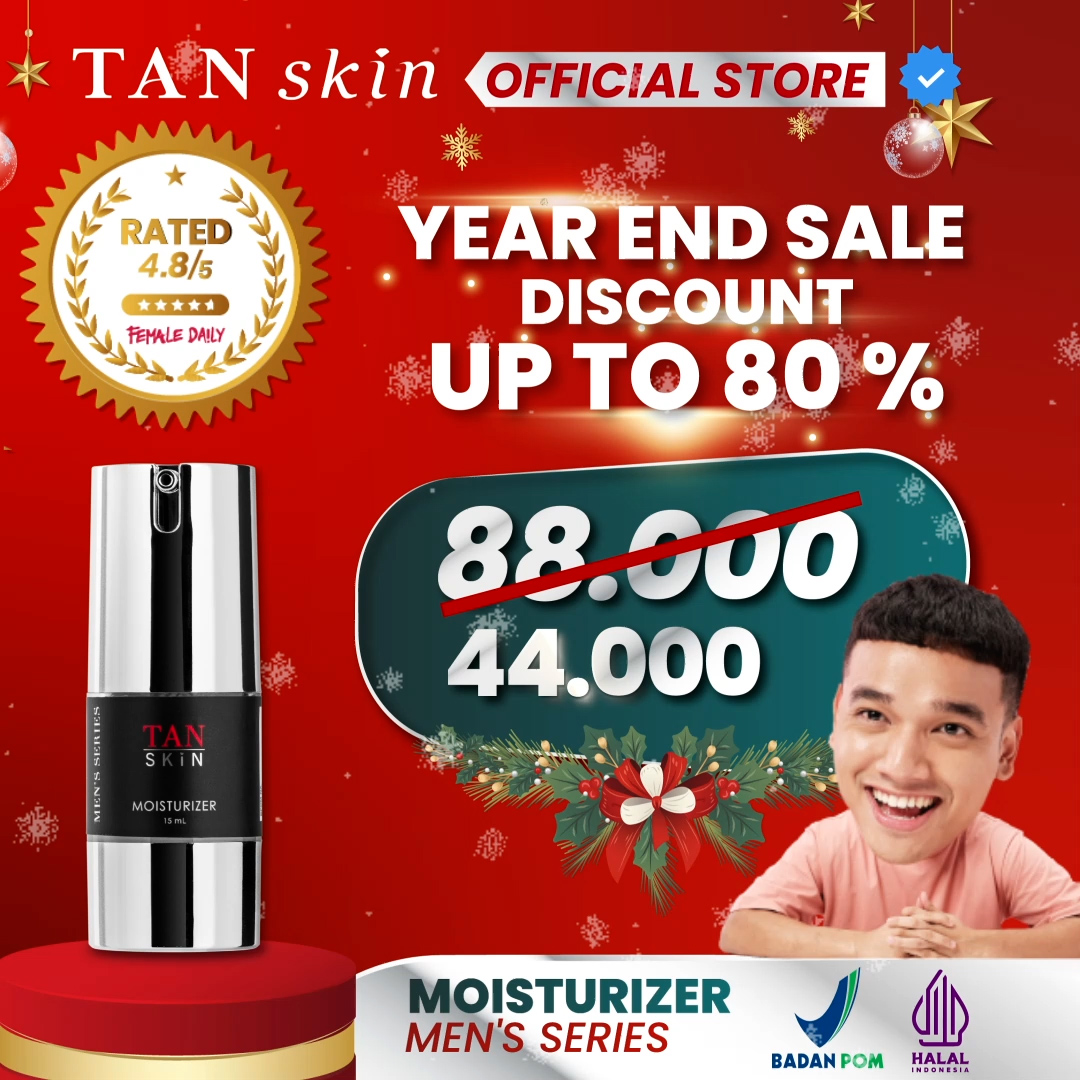 TAN skin
OFFICIAL STORE
RATED
4.8/5
FEMALE DAILY
YEAR END SALE
DISCOUNT
UP TO 80 %
88.000
44.000
MEN'S SERIES
TAN
SKiN
MOISTURIZER
15 mL
MOISTURIZER
MEN'S SERIES
BADAN POM
HALAL
INDONESIA